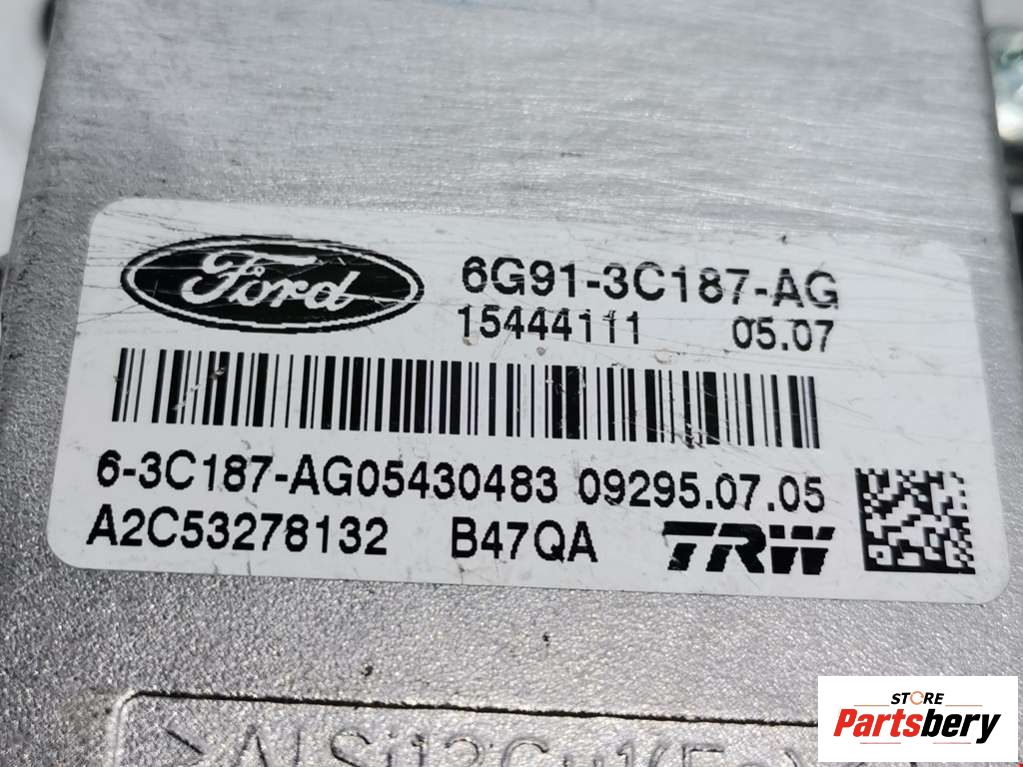 Ford
6G91-3C187-AG
15444111 05.07
6-3C187-AG05430483 09295.07.05
A2C53278132 B47QA TRW
STORE
Partsbery